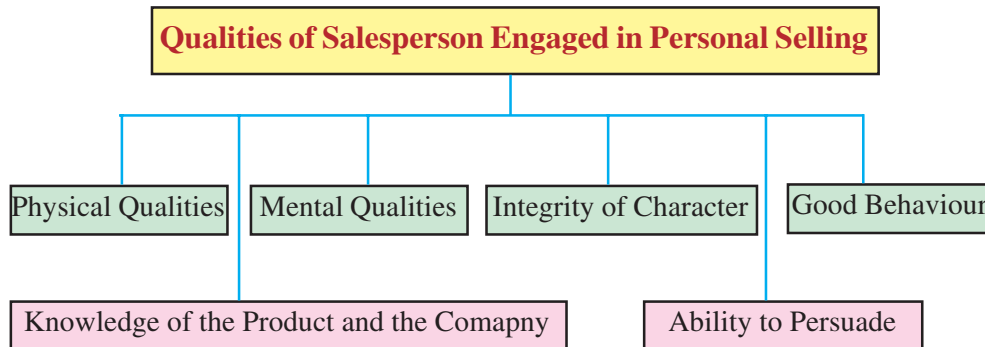 Qualities of Salesperson Engaged in Personal Selling
Physical Qualities
Mental Qualities
Integrity of Character
Good Behaviour
Knowledge of the Product and the Comapny
Ability to Persuade